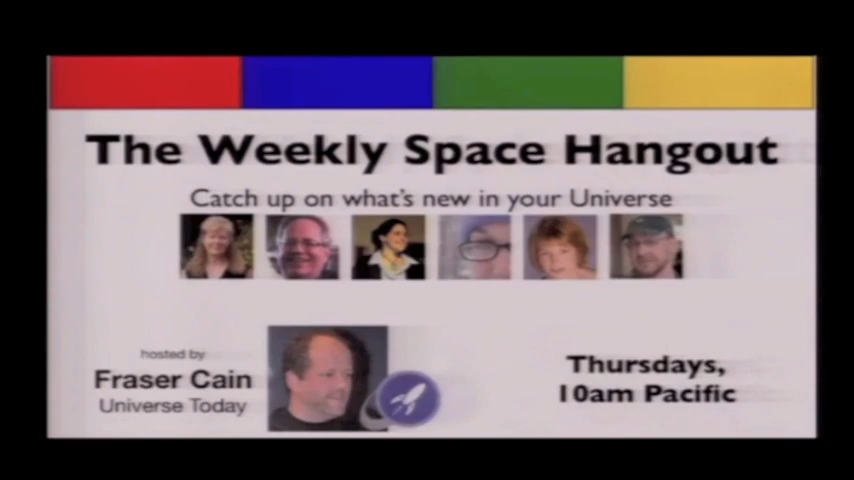 The Weekly Space Hangout
Catch up on what's new in your Universe
hosted by
Fraser Cain
Universe Today
Thursdays,
10am Pacific